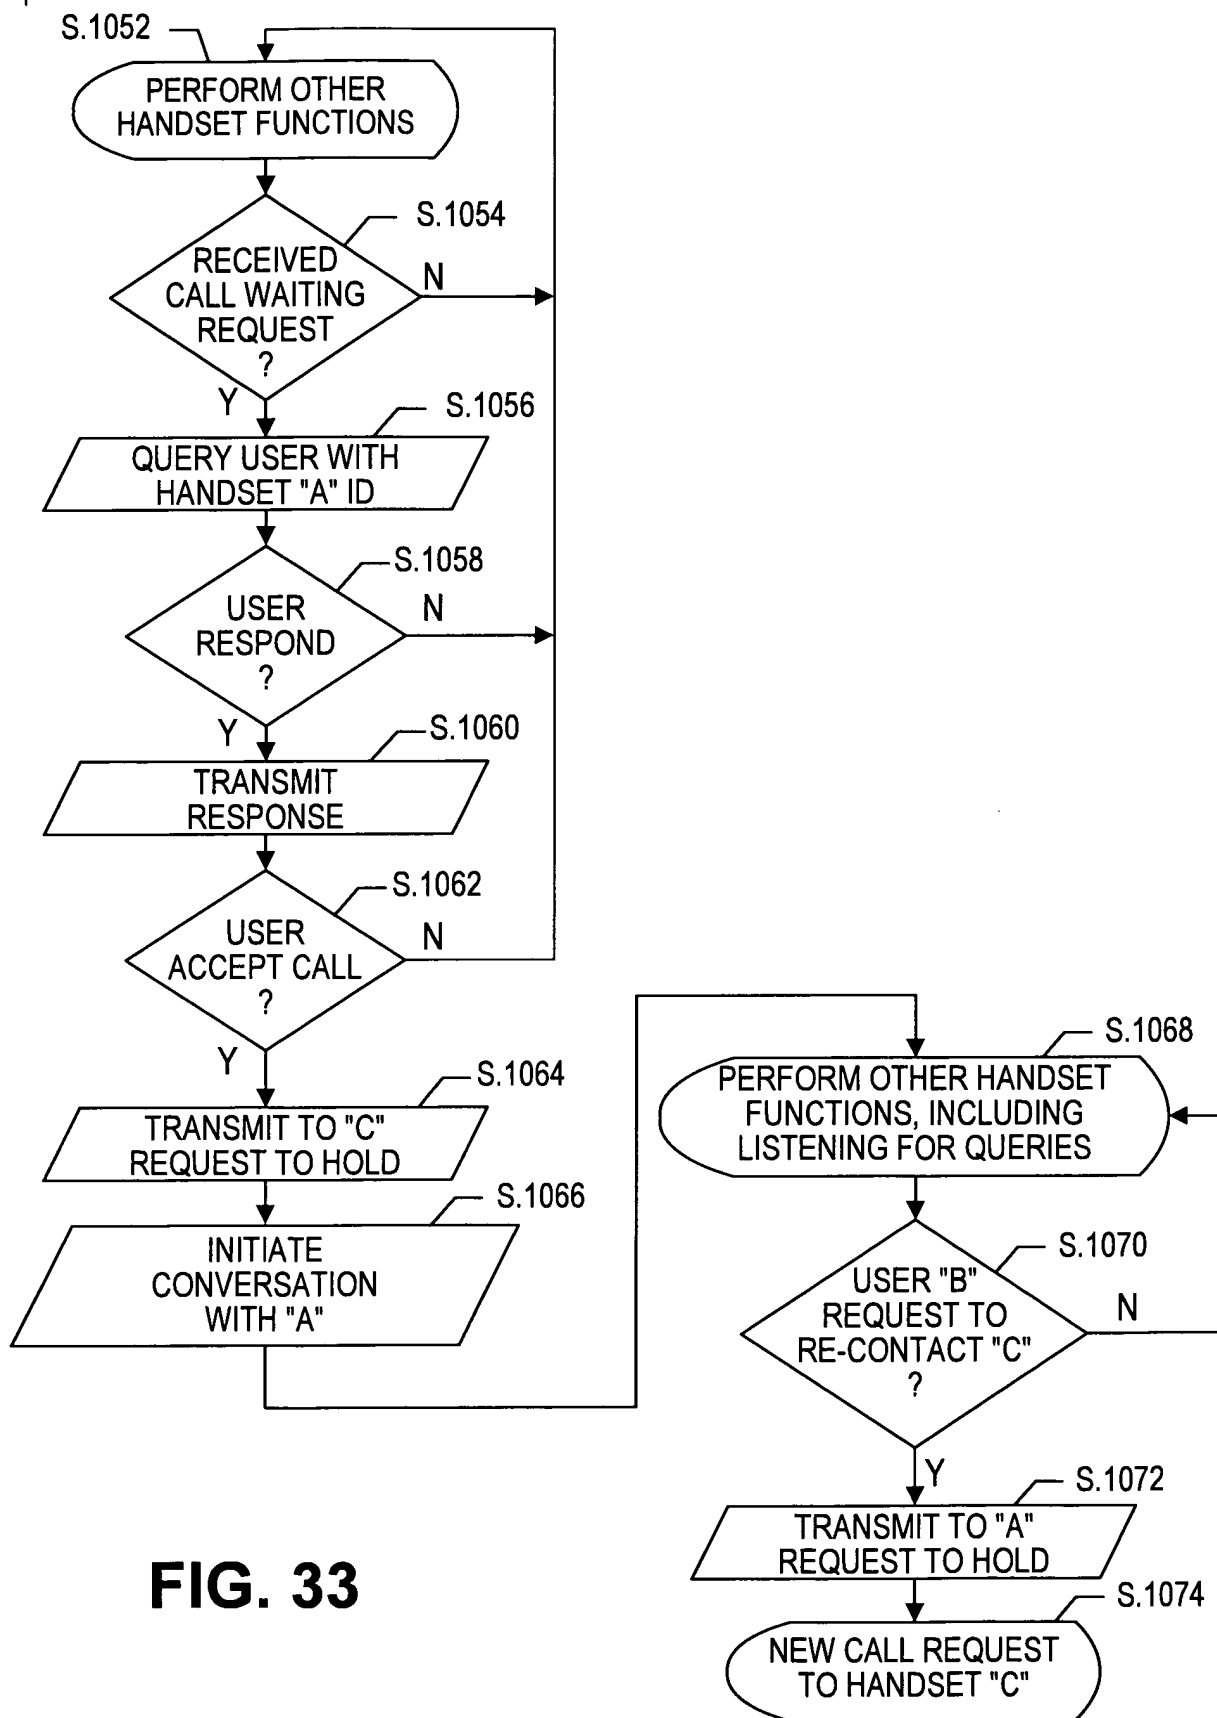 S.1052
PERFORM OTHER
HANDSET FUNCTIONS
S.1054
RECEIVED
CALL WAITING
REQUEST
?
N
Y
S.1056
QUERY USER WITH
HANDSET "A" ID
S.1058
USER
RESPOND
?
N
Y
S.1060
TRANSMIT
RESPONSE
S.1062
USER
ACCEPT CALL
?
N
Y
S.1064
TRANSMIT TO "C"
REQUEST TO HOLD
S.1066
INITIATE
CONVERSATION
WITH "A"
S.1068
PERFORM OTHER HANDSET
FUNCTIONS, INCLUDING
LISTENING FOR QUERIES
S.1070
USER "B"
REQUEST TO
RE-CONTACT "C"
?
N
Y
S.1072
TRANSMIT TO "A"
REQUEST TO HOLD
S.1074
NEW CALL REQUEST
TO HANDSET "C"
FIG. 33